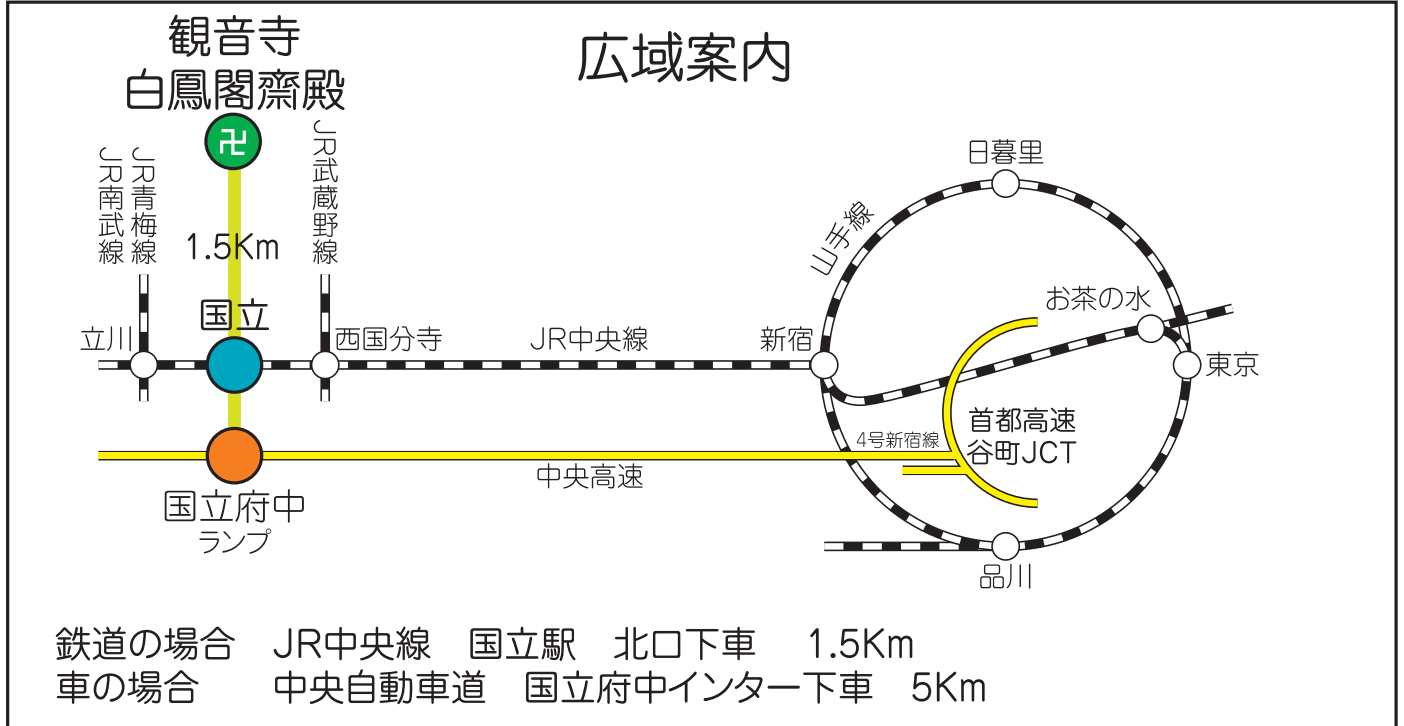 観音寺
白鳳閣齋殿
広域案内
卍
JR南武線
JR青梅線
JR武蔵野線
1.5Km
日暮里
山手線
お茶の水
国立
立川
西国分寺
JR中央線
新宿
東京
首都高速
谷町JCT
4号新宿線
中央高速
国立府中
ランプ
品川
鉄道の場合 JR中央線 国立駅 北口下車 1.5Km
車の場合 中央自動車道 国立府中インター下車 5Km